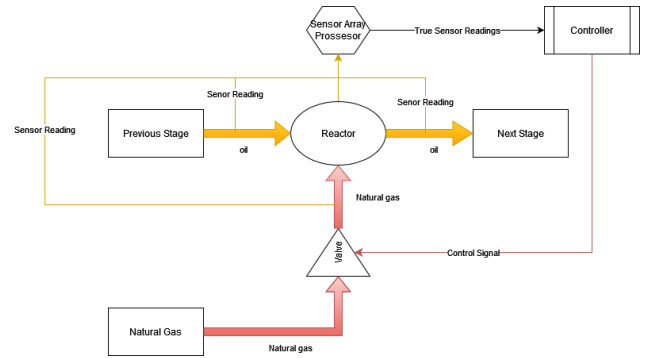 Sensor Array
Prossesor
True Sensor Readings
Controller
Senor Reading
Senor Reading
Sensor Reading
Previous Stage
Reactor
Next Stage
oil
oil
Natural gas
Valve
Control Signal
Natural Gas
Natural gas